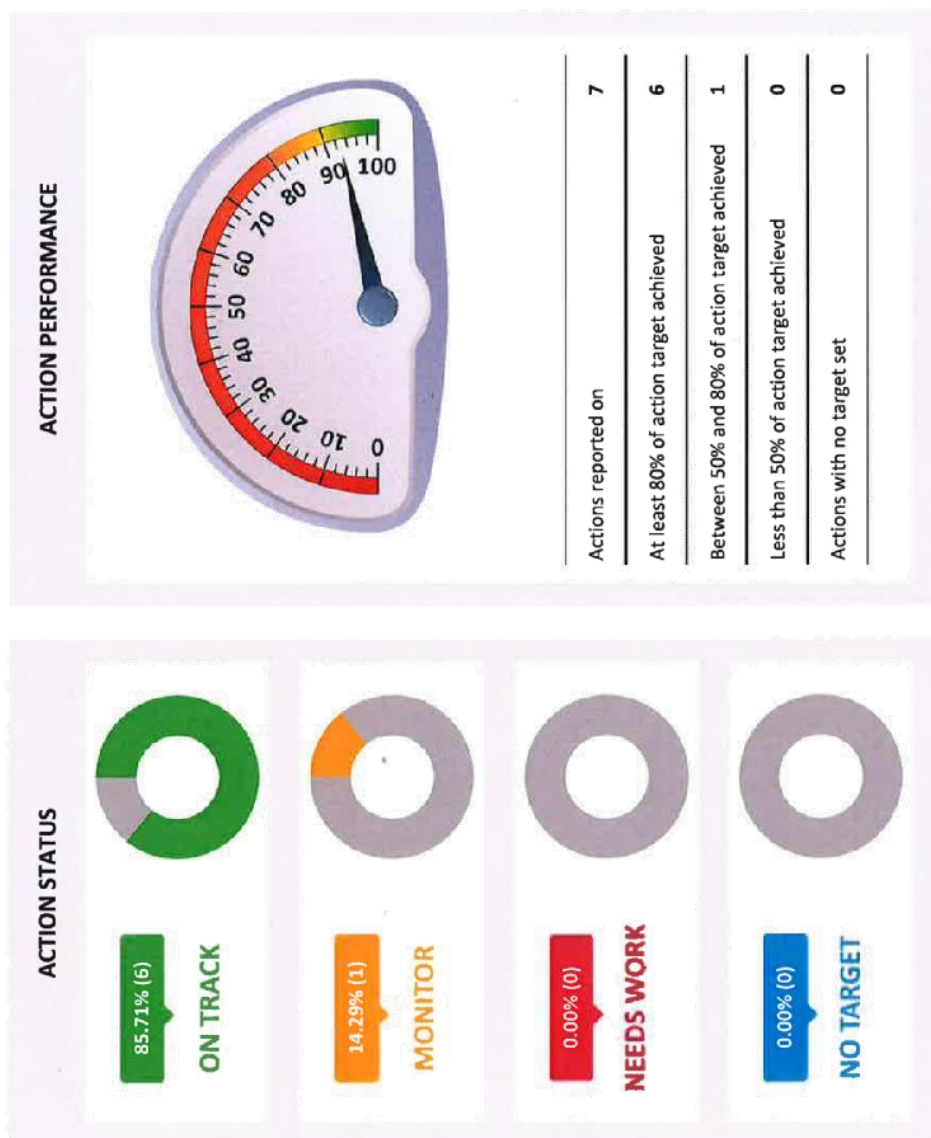 ACTION STATUS
85.71% (6)
ON TRACK
14.29% (1)
MONITOR
0.00% (0)
NEEDS WORK
0.00% (0)
NO TARGET
ACTION PERFORMANCE
0
10
20
30
40
50
60
70
80
90
100
Actions reported on 7
At least 80% of action target achieved 6
Between 50% and 80% of action target achieved 1
Less than 50% of action target achieved 0
Actions with no target set 0